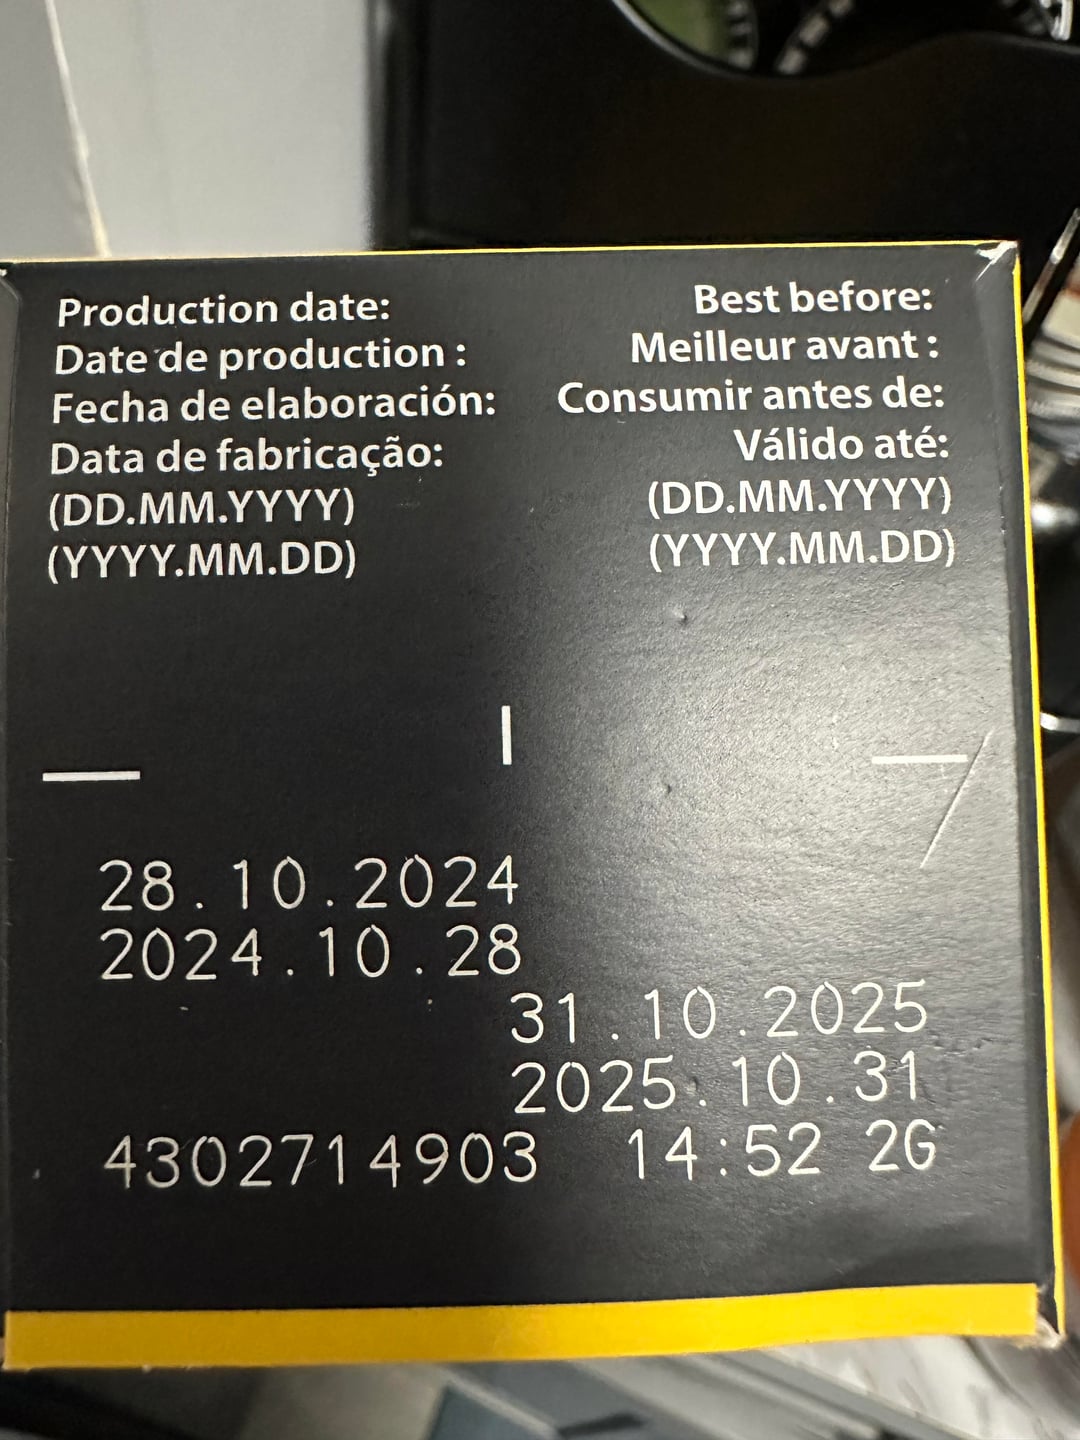 Production date:
Date de production :
Fecha de elaboración:
Data de fabricação:
(DD.MM.YYYY)
(YYYY.MM.DD)
Best before:
Meilleur avant :
Consumir antes de:
Válido até:
(DD.MM.YYYY)
(YYYY.MM.DD)
28.10.2024
2024.10.28
31.10.2025
2025.10.31
4302714903 14:52 2G